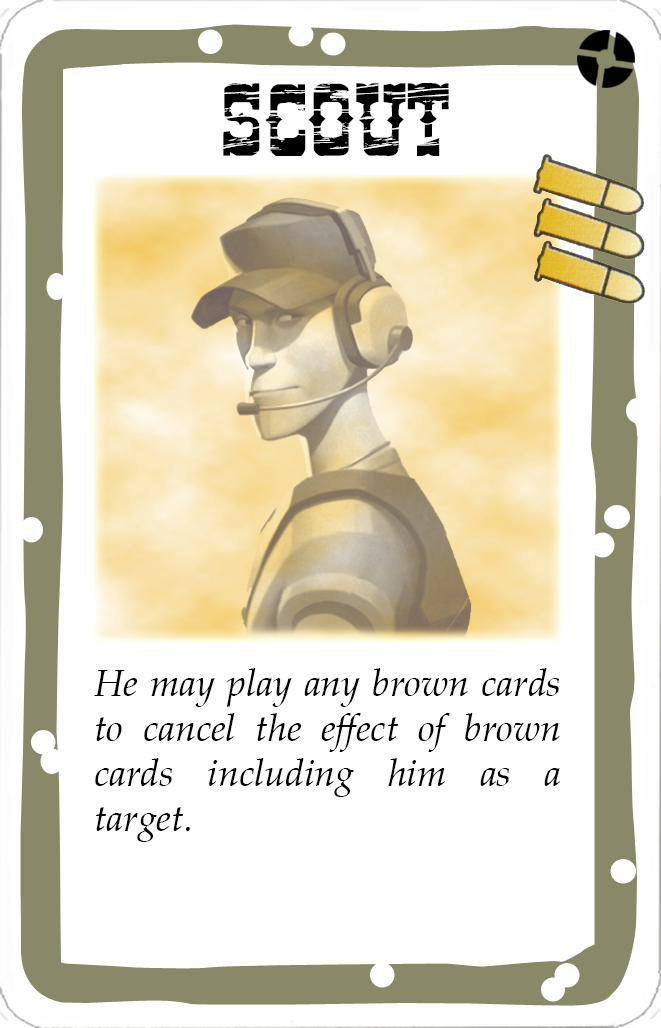 SCOUT
He may play any brown cards
to cancel the effect of brown
cards including him as a
target.